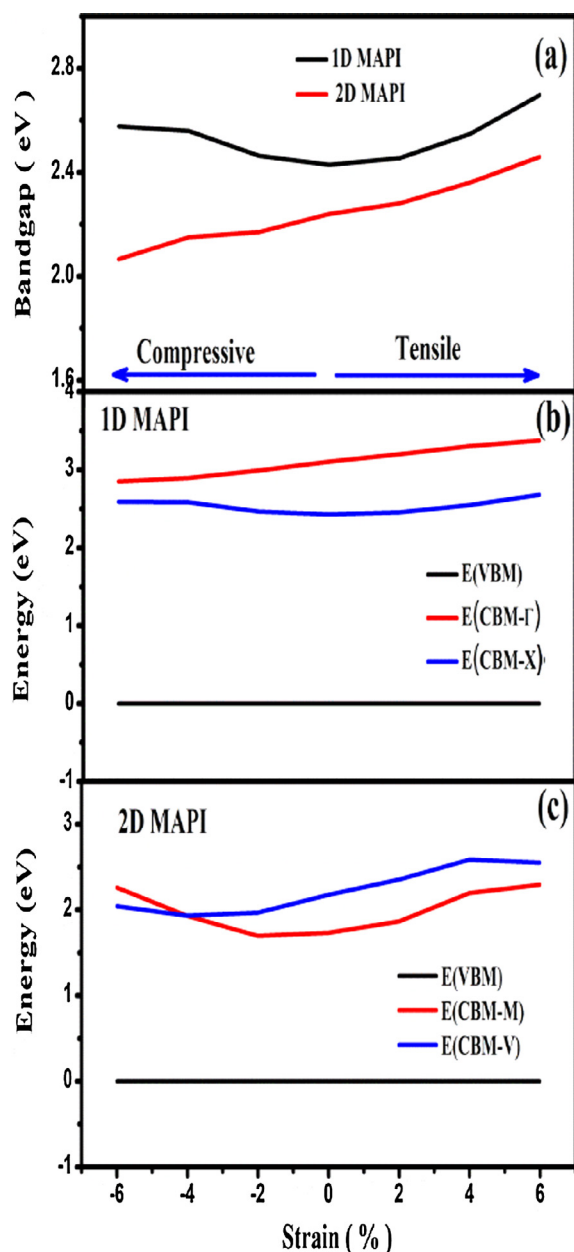 (a)
1D MAPI
2D MAPI
Bandgap ( eV )
2.8
2.4
2.0
1.6
Compressive
Tensile
(b)
1D MAPI
Energy (eV)
4
3
2
1
0
-1
E(VBM)
E(CBM-Γ)
E(CBM-X)
(c)
2D MAPI
Energy (eV)
3
2
1
0
-1
E(VBM)
E(CBM-M)
E(CBM-V)
-6 -4 -2 0 2 4 6
Strain ( % )